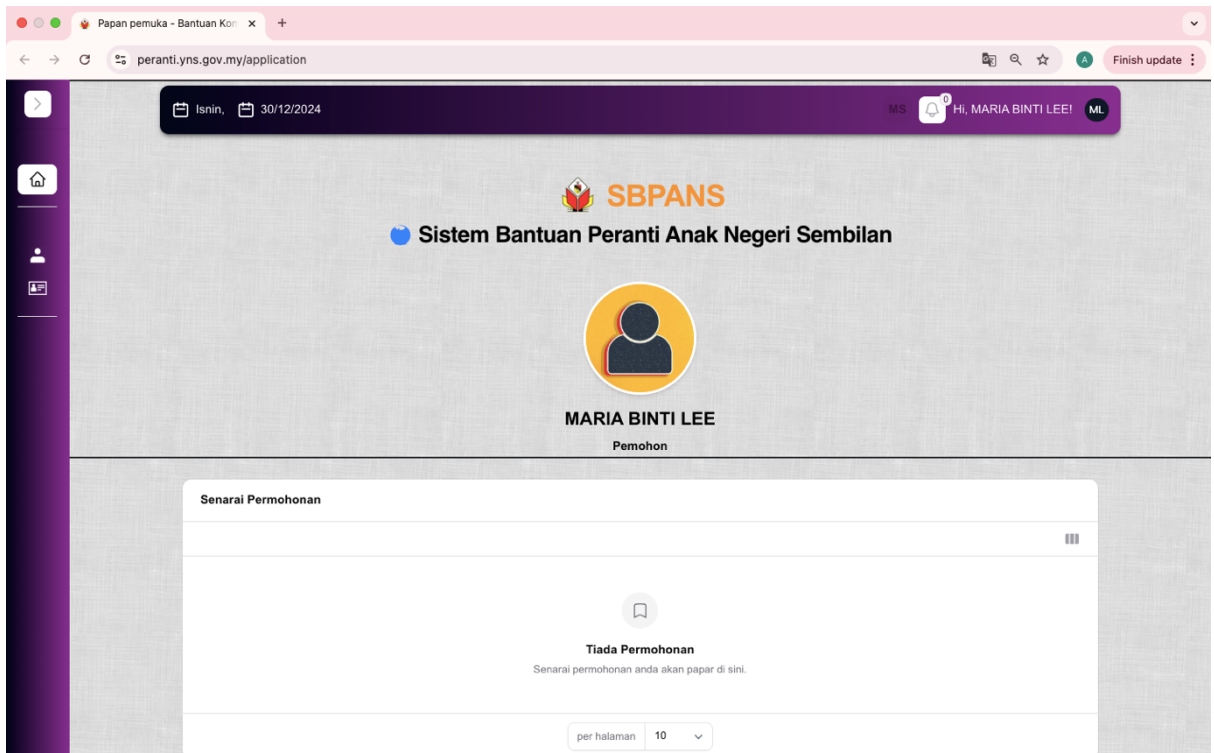 Papan pemuka - Bantuan Kon
peranti.yns.gov.my/application
A
Finish update
Isnin, 30/12/2024
MS 0 Hi, MARIA BINTI LEE! ML
SBPANS
Sistem Bantuan Peranti Anak Negeri Sembilan
MARIA BINTI LEE
Pemohon
Senarai Permohonan
Tiada Permohonan
Senarai permohonan anda akan papar di sini.
per halaman 10